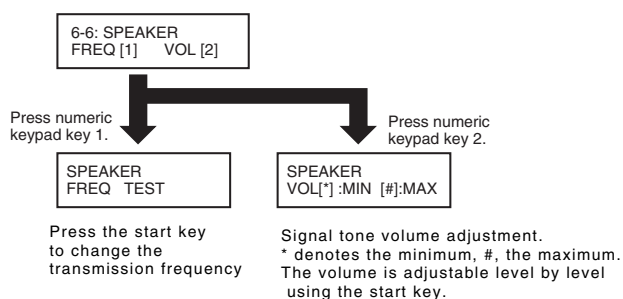 6-6: SPEAKER
FREQ [1] VOL [2]
Press numeric
keypad key 1.
Press numeric
keypad key 2.
SPEAKER
FREQ TEST
SPEAKER
VOL[*] :MIN [#]:MAX
Press the start key
to change the
transmission frequency
Signal tone volume adjustment.
* denotes the minimum, #, the maximum.
The volume is adjustable level by level
using the start key.